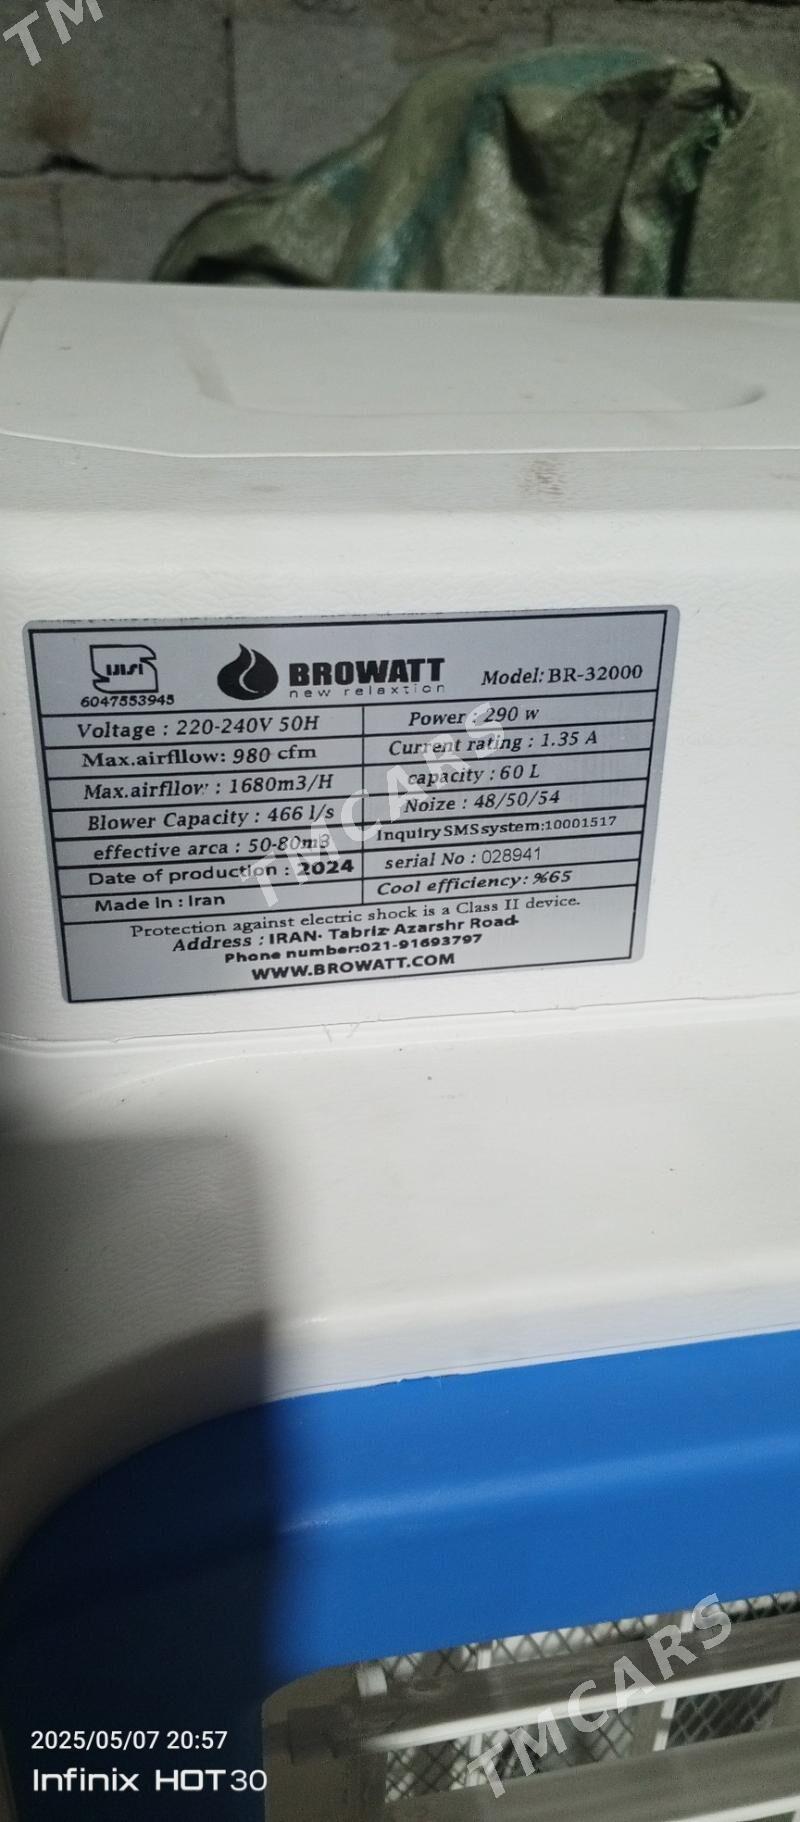 TM
6047553945
BROWATT
new relaxtion
Model: BR-32000
Voltage : 220-240V 50H
Power : 290 w
Max.airfllow: 980 cfm
Current rating : 1.35 A
Max.airfllow : 1680m3/H
capacity : 60 L
Blower Capacity : 466 l/s
Noize : 48/50/54
effective arca : 50-80m3
Inquiry SMS system:10001517
Date of production : 2024
serial No : 028941
Made In : Iran
Cool efficiency: %65
Protection against electric shock is a Class II device.
Address : IRAN- Tabriz Azarshr Road-
Phone number:021-91693797
WWW.BROWATT.COM
TMCARS
TMCARS
2025/05/07 20:57
Infinix HOT 30